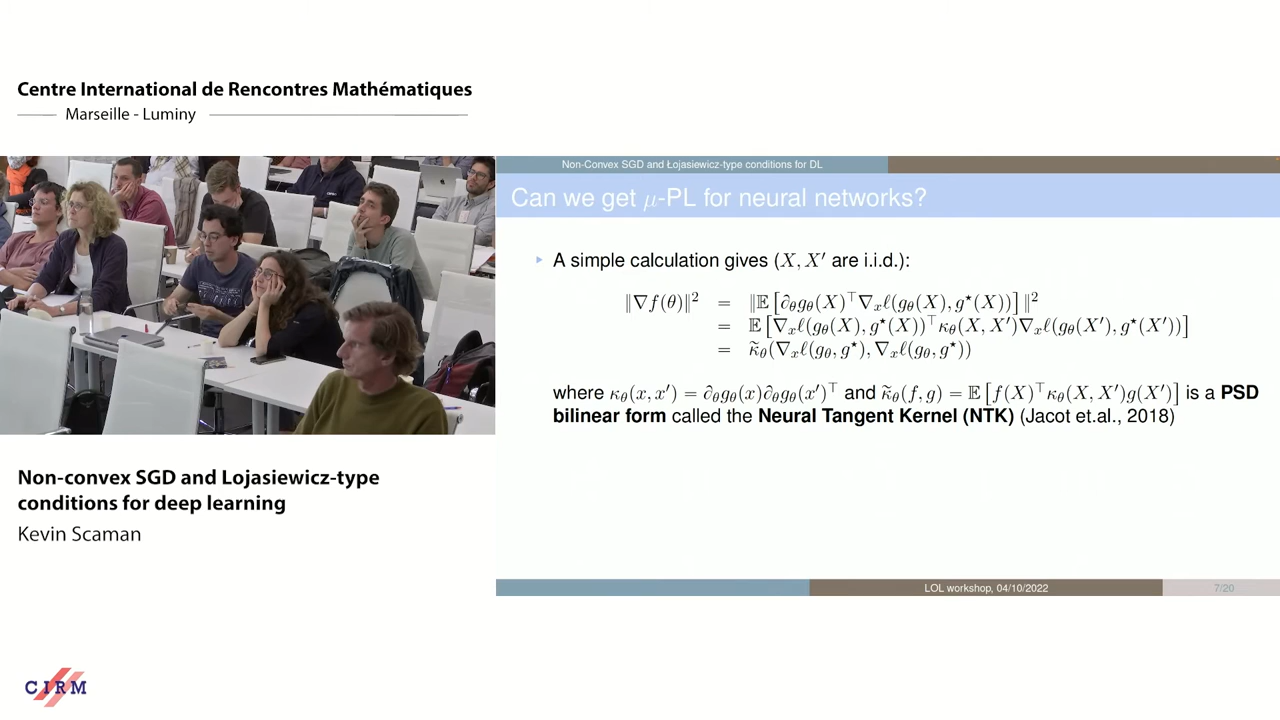 Centre International de Rencontres Mathématiques
Marseille - Luminy
Non-Convex SGD and Łojasiewicz-type conditions for DL
Can we get μ-PL for neural networks?
A simple calculation gives (X, X′ are i.i.d.):
‖∇f(θ)‖² = ‖𝔼[∂θgθ(X)⊤∇xℓ(gθ(X), g⋆(X))]‖²
= 𝔼[∇xℓ(gθ(X), g⋆(X))⊤κθ(X, X′)∇xℓ(gθ(X′), g⋆(X′))]
= κ̃θ(∇xℓ(gθ, g⋆), ∇xℓ(gθ, g⋆))
where κθ(x, x′) = ∂θgθ(x)∂θgθ(x′)⊤ and κ̃θ(f, g) = 𝔼[f(X)⊤κθ(X, X′)g(X′)] is a PSD
bilinear form called the Neural Tangent Kernel (NTK) (Jacot et.al., 2018)
LOL workshop, 04/10/2022
7/20
Non-convex SGD and Lojasiewicz-type
conditions for deep learning
Kevin Scaman
CIRM